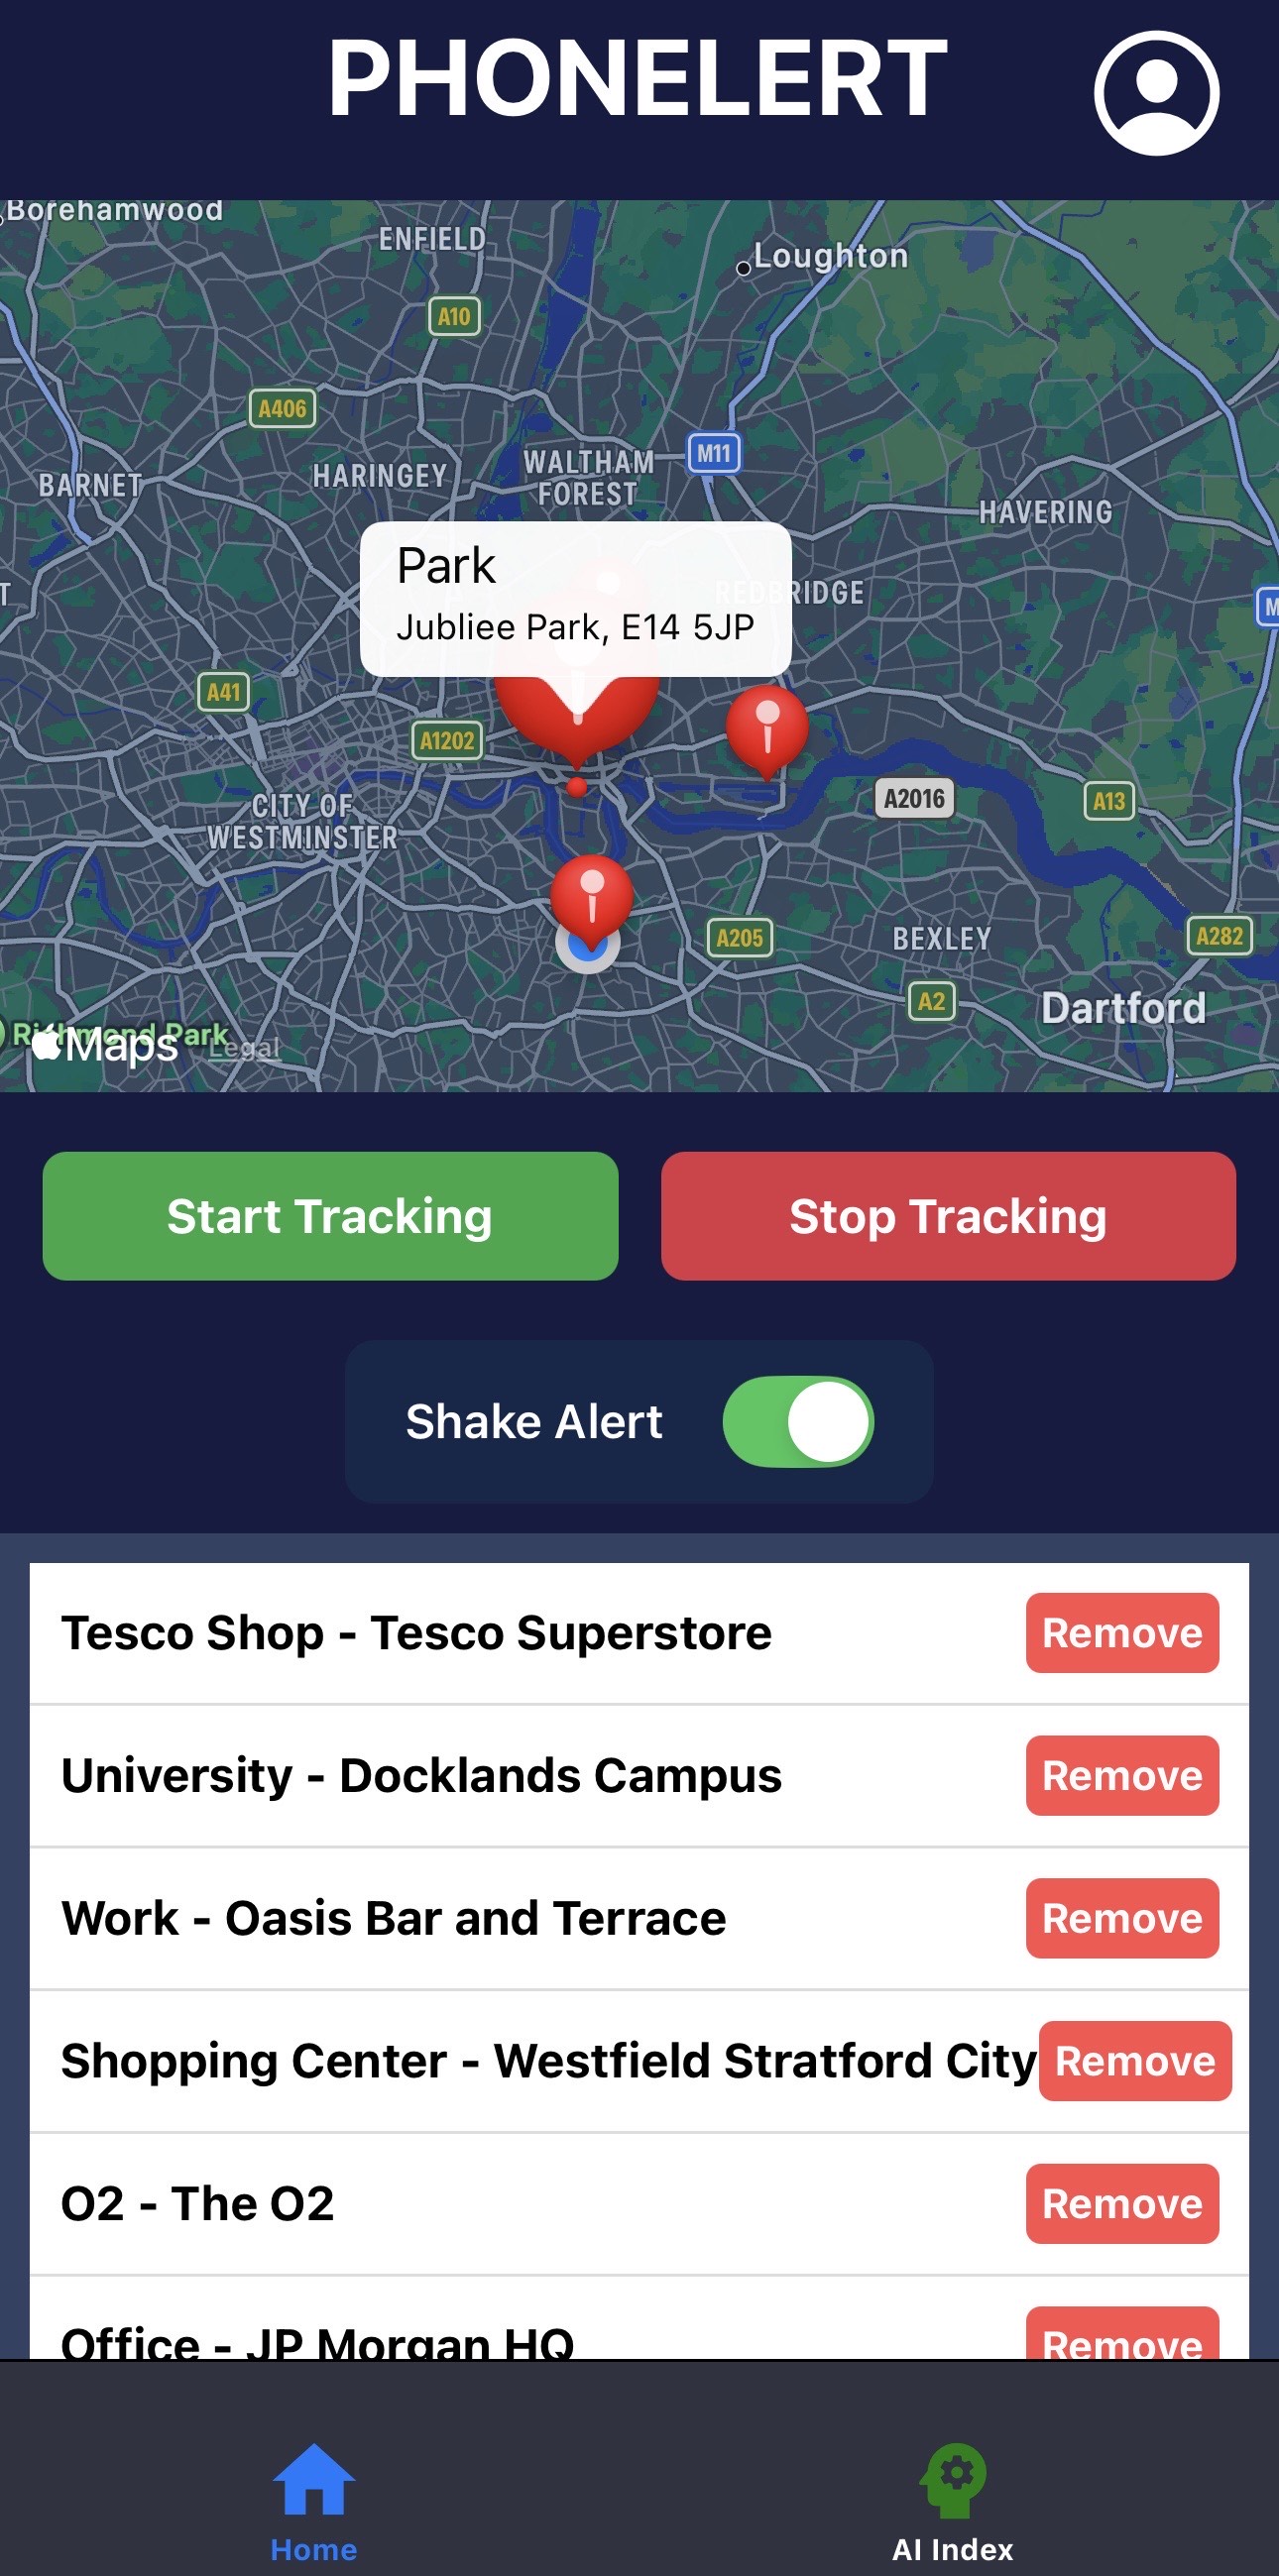 PHONELERT
Borehamwood
ENFIELD
Loughton
A10
A406
M11
BARNET
HARINGEY
WALTHAM
FOREST
HAVERING
Park
Jubliee Park, E14 5JP
REDBRIDGE
T
M
A41
A1202
A2016
A13
CITY OF
WESTMINSTER
A205
BEXLEY
A282
A2
Dartford
Richmond Park
Maps
Legal
Start Tracking
Stop Tracking
Shake Alert
Tesco Shop - Tesco Superstore
Remove
University - Docklands Campus
Remove
Work - Oasis Bar and Terrace
Remove
Shopping Center - Westfield Stratford City
Remove
O2 - The O2
Remove
Office - JP Morgan HQ
Remove
Home
AI Index